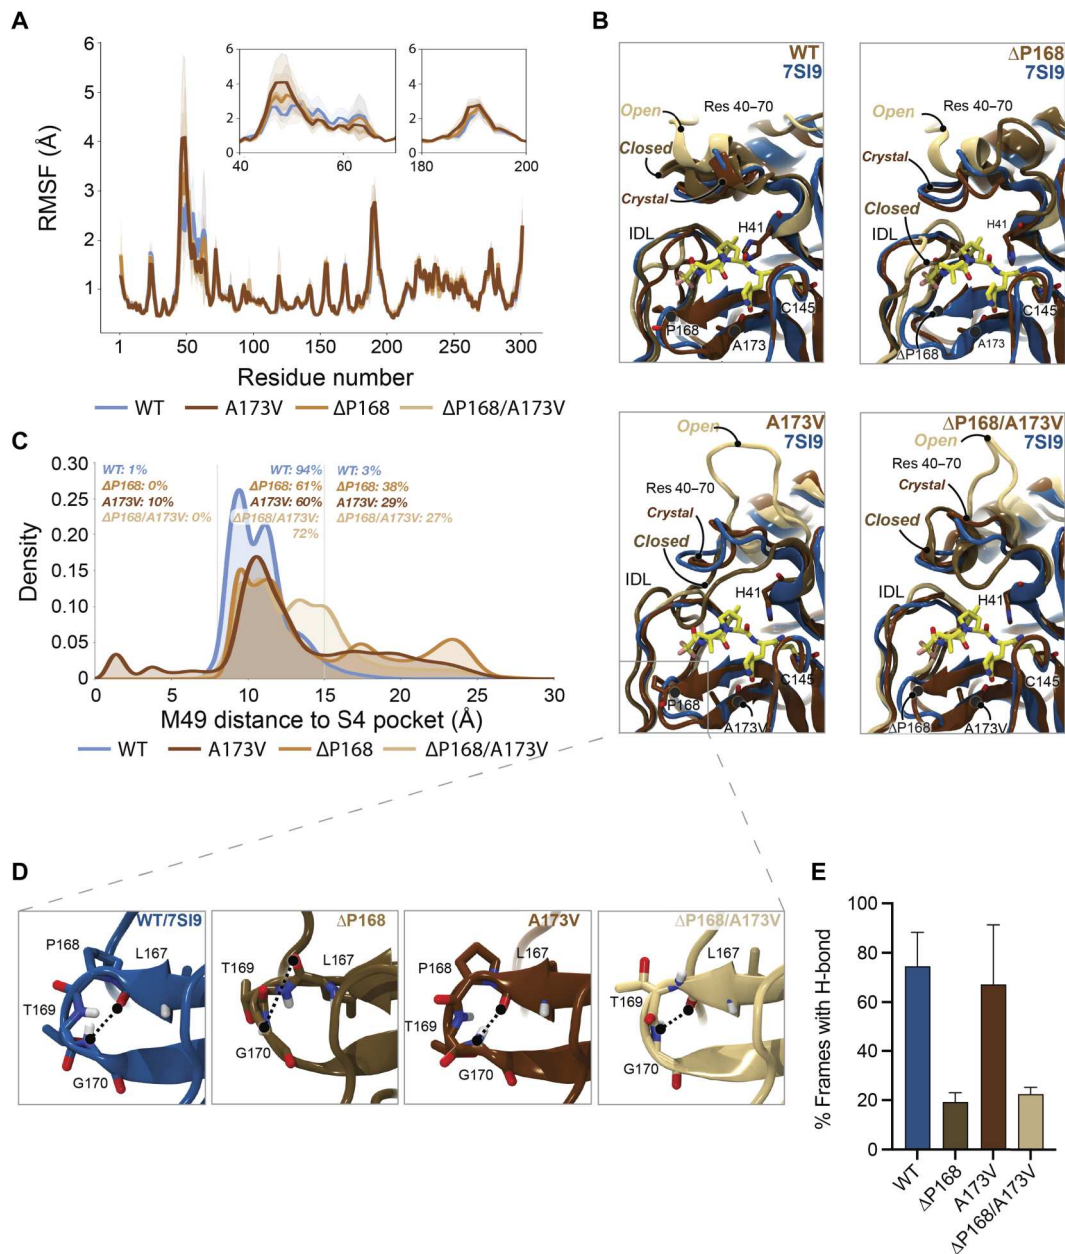 A
6
5
4
3
2
1
RMSF (Å)
6
4
2
0
40
60
6
4
2
0
180
200
1
50
100
150
200
250
300
Residue number
WT
A173V
ΔP168
ΔP168/A173V
B
WT
7SI9
Open
Res 40–70
Closed
Crystal
H41
IDL
P168
C145
A173
ΔP168
7SI9
Open
Res 40–70
Crystal
Closed
H41
IDL
C145
ΔP168
A173
A173V
7SI9
Open
Res 40–70
Closed
IDL
Crystal
H41
C145
P168
A173V
ΔP168/A173V
7SI9
Open
Res 40–70
Crystal
Closed
IDL
H41
C145
ΔP168
A173V
C
0.30
0.25
0.20
0.15
0.10
0.05
0
Density
WT: 1%
ΔP168: 0%
A173V: 10%
ΔP168/A173V: 0%
WT: 94%
ΔP168: 61%
A173V: 60%
ΔP168/A173V:
72%
WT: 3%
ΔP168: 38%
A173V: 29%
ΔP168/A173V: 27%
0
5
10
15
20
25
30
M49 distance to S4 pocket (Å)
WT
A173V
ΔP168
ΔP168/A173V
D
WT/7SI9
P168
L167
T169
G170
ΔP168
T169
L167
G170
A173V
P168
L167
T169
G170
ΔP168/A173V
L167
T169
G170
E
100
80
60
40
20
0
% Frames with H-bond
WT
ΔP168
A173V
ΔP168/A173V